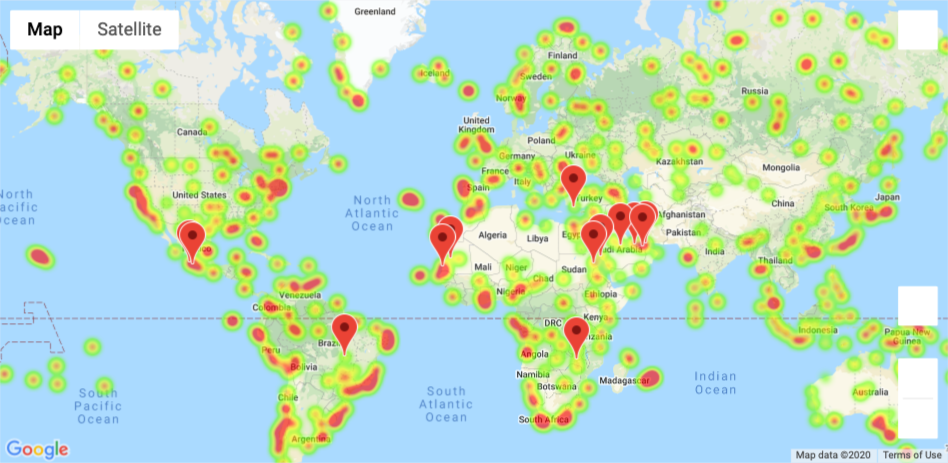 Map
Satellite
Greenland
Iceland
Finland
Sweden
Norway
Russia
United
Kingdom
Canada
Poland
Germany
Ukraine
Kazakhstan
Mongolia
France
Italy
Spain
Turkey
United States
North
Atlantic
Ocean
North
Pacific
Ocean
Afghanistan
China
South Korea
Japan
Algeria
Libya
Pakistan
India
Mali
Niger
Chad
Sudan
Saudi Arabia
Thailand
Nigeria
Ethiopia
Venezuela
Colombia
DRC
Kenya
Indonesia
Papua New
Guinea
Peru
Bolivia
Angola
Namibia
Botswana
Madagascar
Indian
Ocean
Australia
South
Pacific
Ocean
Chile
South
Atlantic
Ocean
South Africa
Argentina
Google
Map data ©2020
Terms of Use